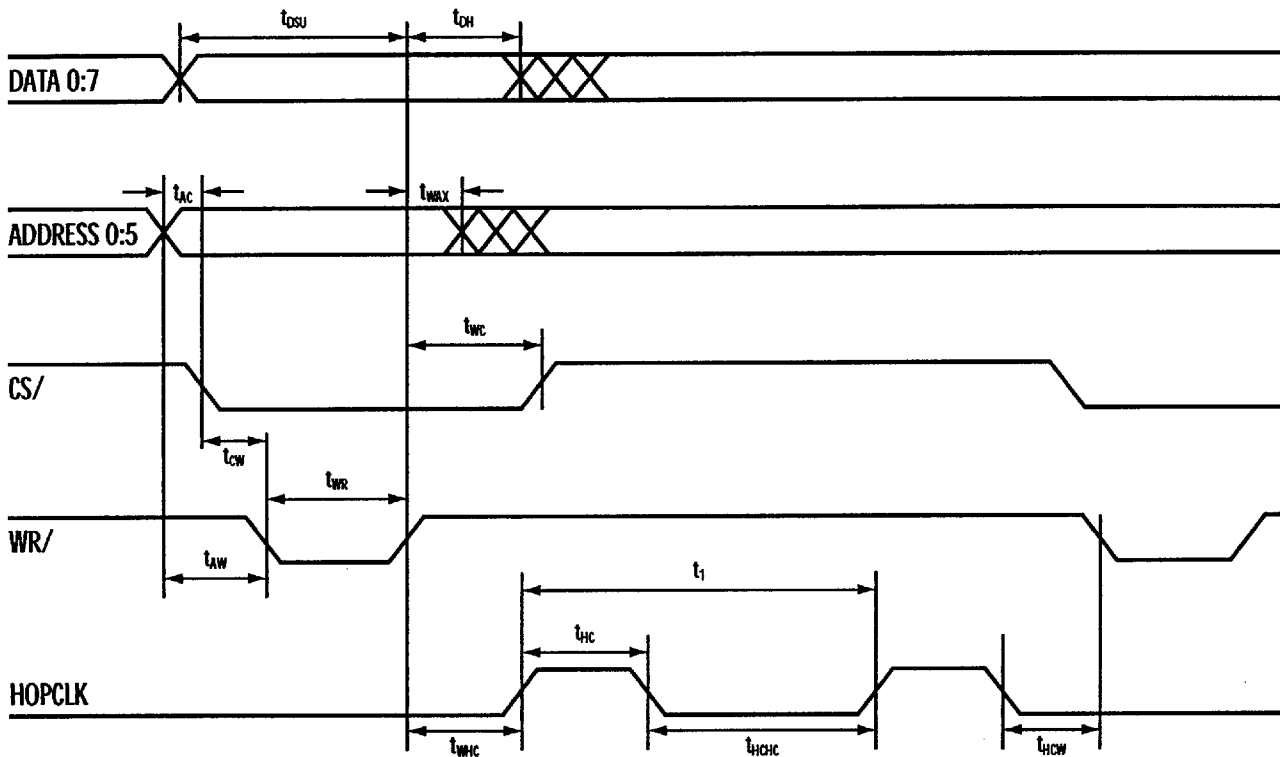 tDSU tDH
DATA 0:7
tAC tWAX
ADDRESS 0:5
tWC
CS/
tCW
tWR
WR/
tAW
t1
tHC
HOPCLK
tWHC tHCHC tHCW